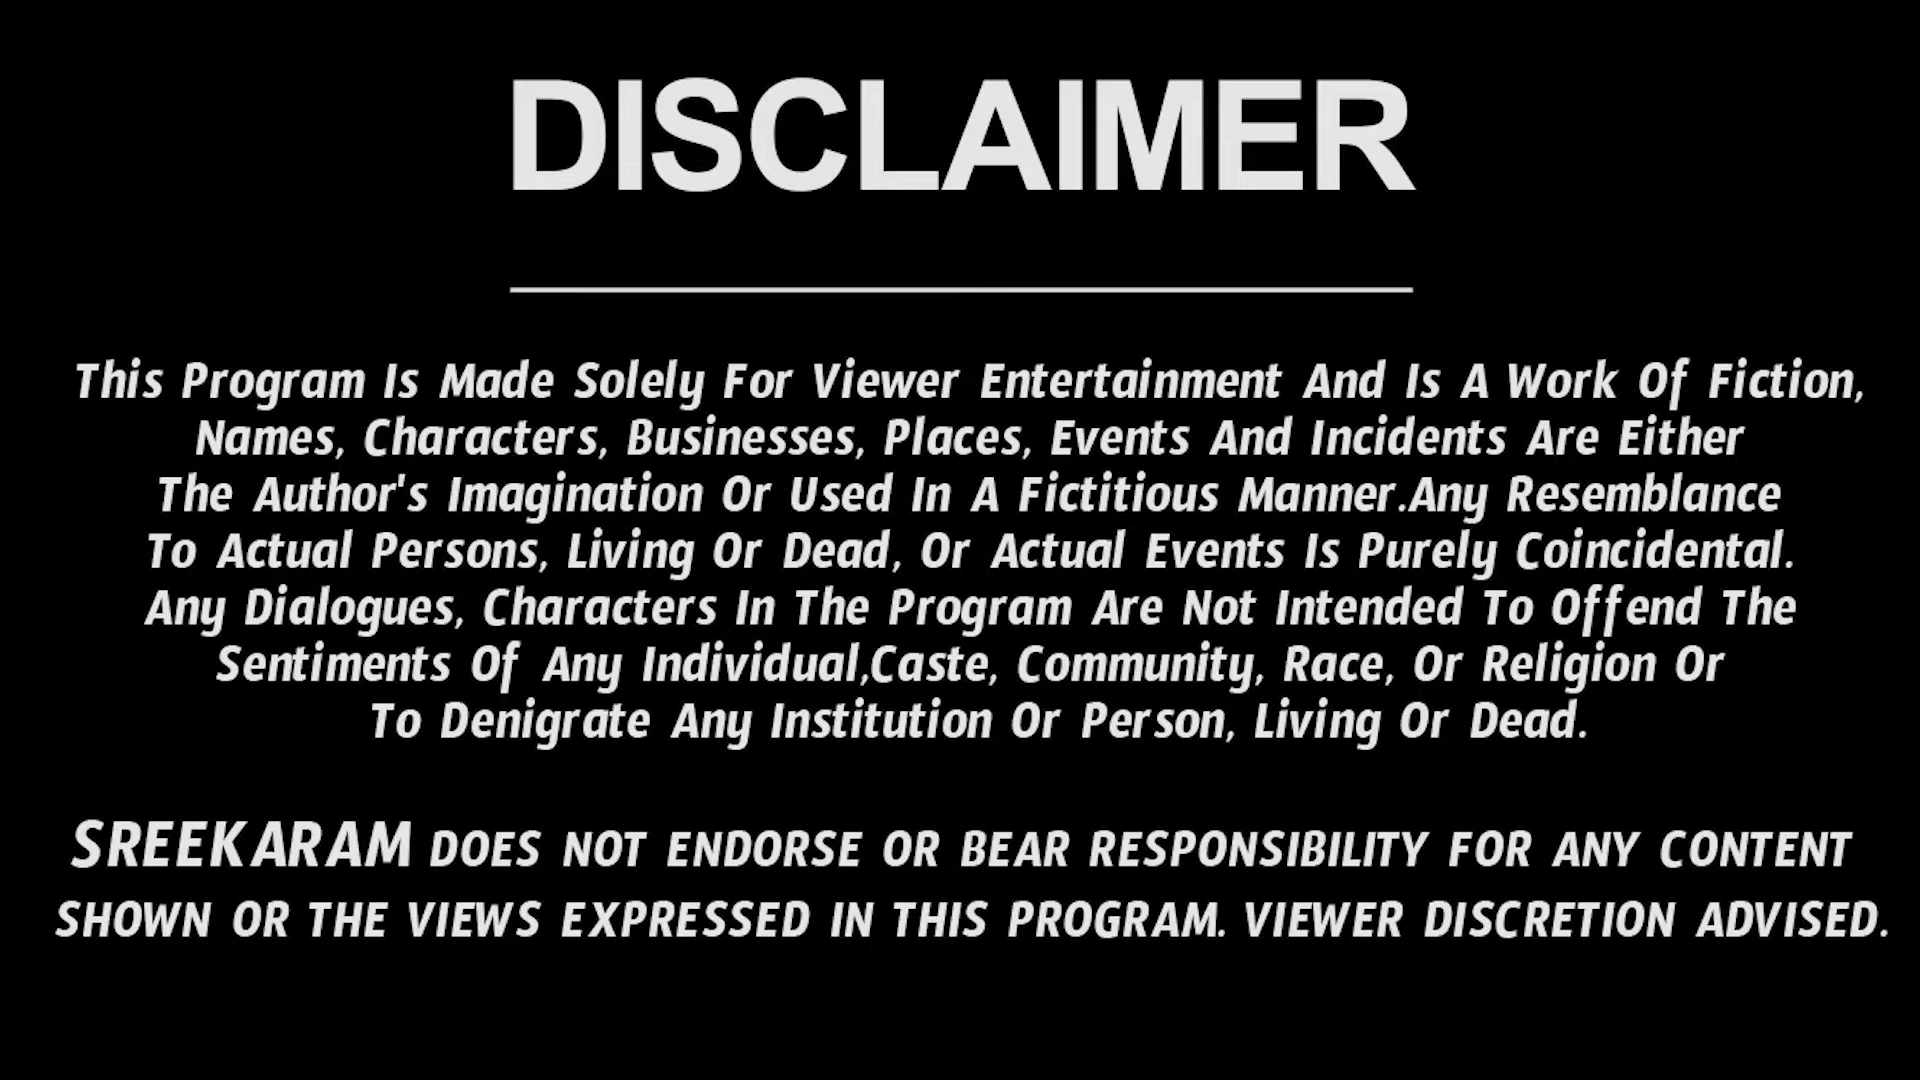 DISCLAIMER
This Program Is Made Solely For Viewer Entertainment And Is A Work Of Fiction,
Names, Characters, Businesses, Places, Events And Incidents Are Either
The Author's Imagination Or Used In A Fictitious Manner.Any Resemblance
To Actual Persons, Living Or Dead, Or Actual Events Is Purely Coincidental.
Any Dialogues, Characters In The Program Are Not Intended To Offend The
Sentiments Of Any Individual,Caste, Community, Race, Or Religion Or
To Denigrate Any Institution Or Person, Living Or Dead.
SREEKARAM DOES NOT ENDORSE OR BEAR RESPONSIBILITY FOR ANY CONTENT
SHOWN OR THE VIEWS EXPRESSED IN THIS PROGRAM. VIEWER DISCRETION ADVISED.